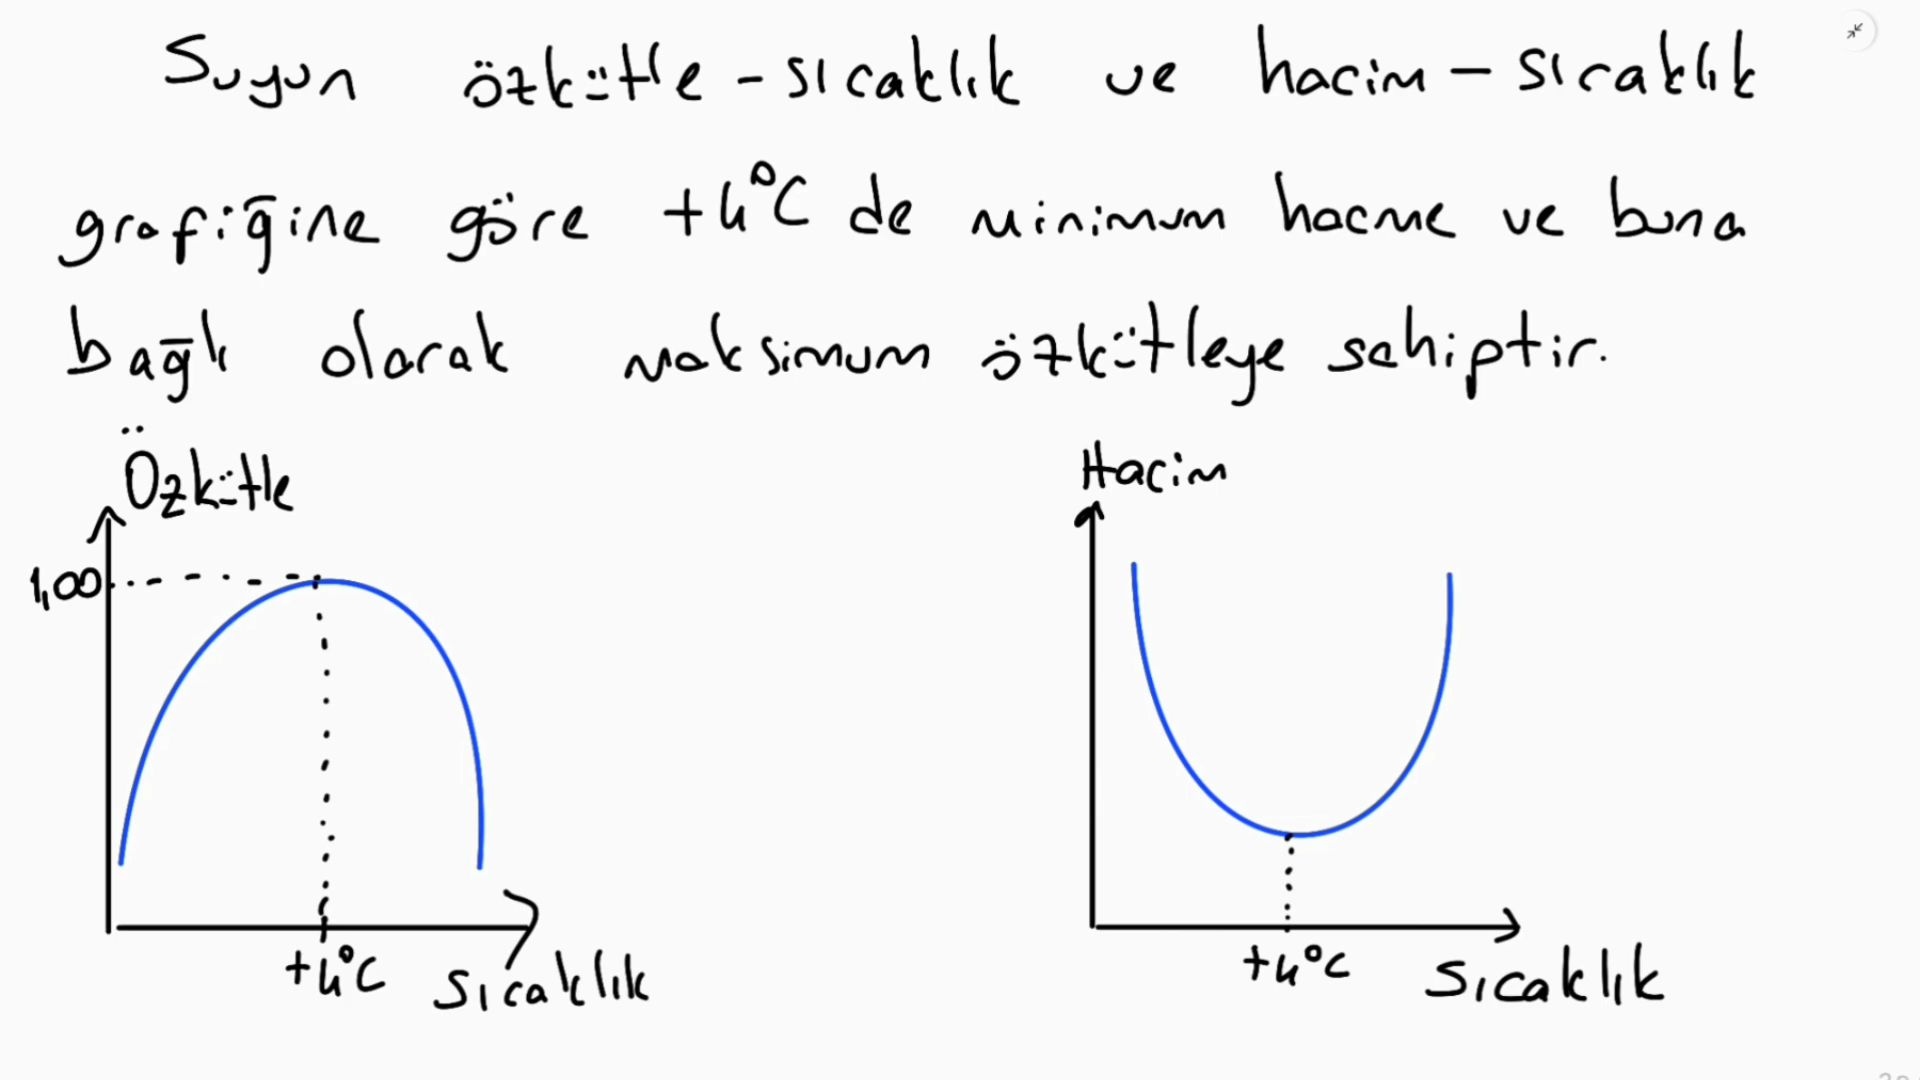 Suyun özkütle - sıcaklık ve hacim - sıcaklık
grafiğine göre +4°C de minimum hacme ve buna
bağlı olarak maksimum özkütleye sahiptir.
Özkütle
1,00
+4°C
Sıcaklık
Hacim
+4°C
Sıcaklık